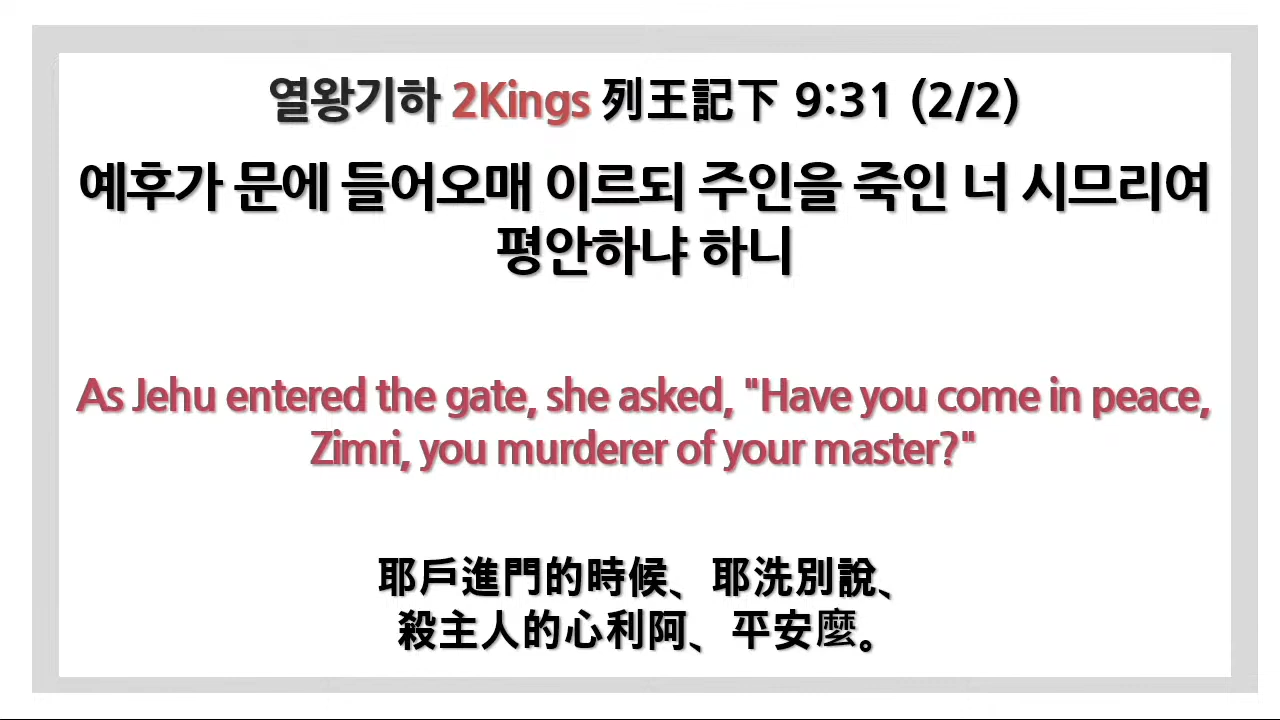 열왕기하 2Kings 列王記下 9:31 (2/2)
예후가 문에 들어오매 이르되 주인을 죽인 너 시므리여
평안하냐 하니
As Jehu entered the gate, she asked, "Have you come in peace,
Zimri, you murderer of your master?"
耶戶進門的時候、耶洗別說、
殺主人的心利阿、平安麼。